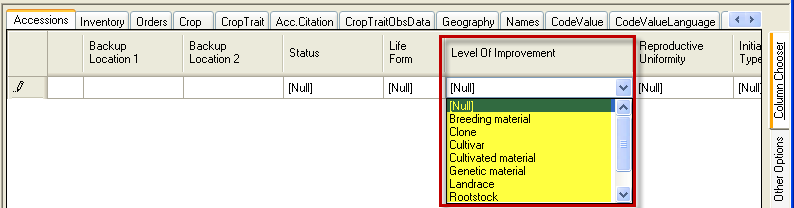 Accessions Inventory Orders Crop CropTrait Acc.Citation CropTraitObsData Geography Names CodeValue CodeValueLanguage
Backup Location 1 Backup Location 2 Status Life Form Level Of Improvement Reproductive Uniformity Initia Type
[Null] [Null] [Null] [Null] [Null]
[Null]
Breeding material
Clone
Cultivar
Cultivated material
Genetic material
Landrace
Rootstock
Column Chooser
Other Options